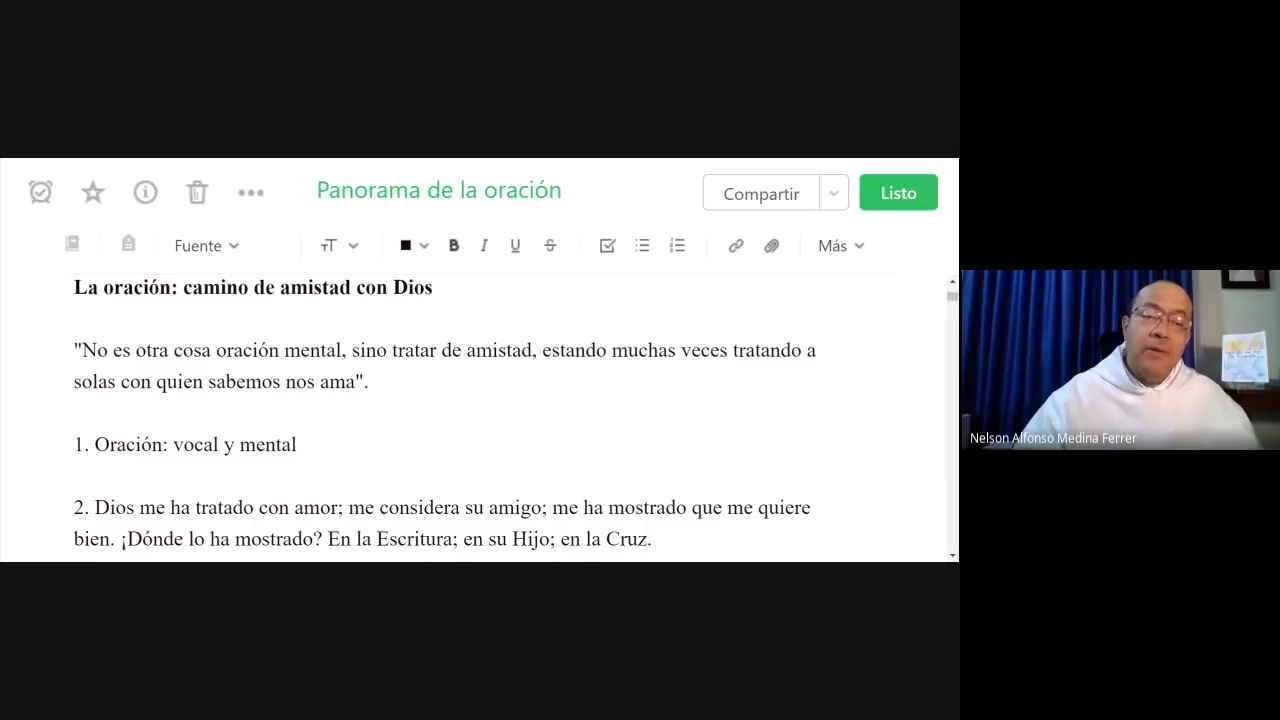 Panorama de la oración
Compartir
Listo
Fuente
Más
La oración: camino de amistad con Dios
"No es otra cosa oración mental, sino tratar de amistad, estando muchas veces tratando a
solas con quien sabemos nos ama".
1. Oración: vocal y mental
2. Dios me ha tratado con amor; me considera su amigo; me ha mostrado que me quiere
bien. ¡Dónde lo ha mostrado? En la Escritura; en su Hijo; en la Cruz.
Nelson Alfonso Medina Ferrer